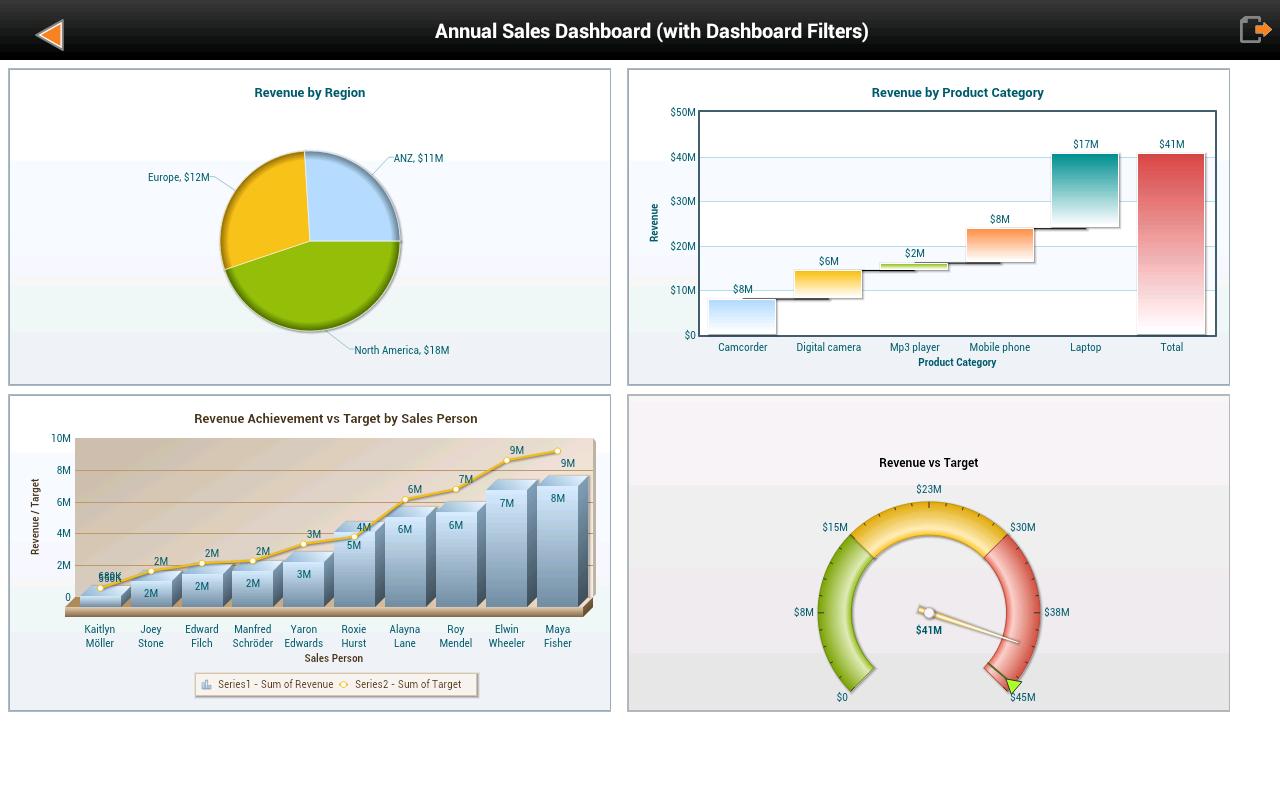 Annual Sales Dashboard (with Dashboard Filters)
Revenue by Region
ANZ, $11M
Europe, $12M
North America, $18M
Revenue by Product Category
$50M
$40M
$30M
$20M
$10M
$0
Revenue
$8M
$6M
$2M
$8M
$17M
$41M
Camcorder
Digital camera
Mp3 player
Mobile phone
Laptop
Total
Product Category
Revenue Achievement vs Target by Sales Person
10M
8M
6M
4M
2M
0
Revenue / Target
2M
2M
2M
3M
4M
6M
7M
9M
9M
2M
2M
2M
3M
5M
6M
6M
7M
8M
Kaitlyn Möller
Joey Stone
Edward Filch
Manfred Schröder
Yaron Edwards
Roxie Hurst
Alayna Lane
Roy Mendel
Elwin Wheeler
Maya Fisher
Sales Person
Series1 - Sum of Revenue
Series2 - Sum of Target
Revenue vs Target
$0
$8M
$15M
$23M
$30M
$38M
$45M
$41M